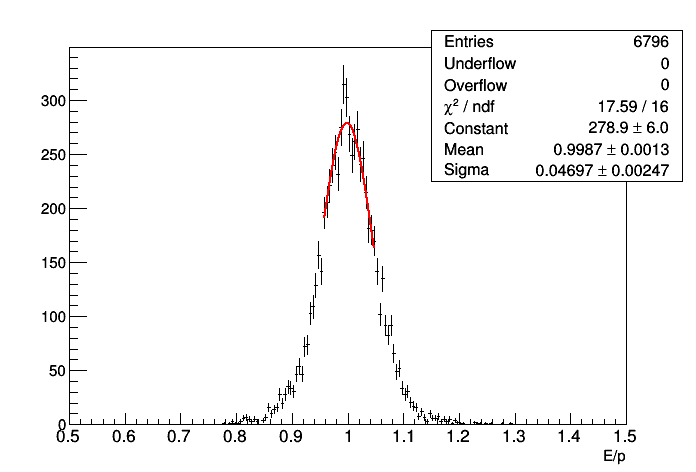 Entries 6796
Underflow 0
Overflow 0
χ² / ndf 17.59 / 16
Constant 278.9 ± 6.0
Mean 0.9987 ± 0.0013
Sigma 0.04697 ± 0.00247
300
250
200
150
100
50
0
0.5 0.6 0.7 0.8 0.9 1 1.1 1.2 1.3 1.4 1.5
E/p